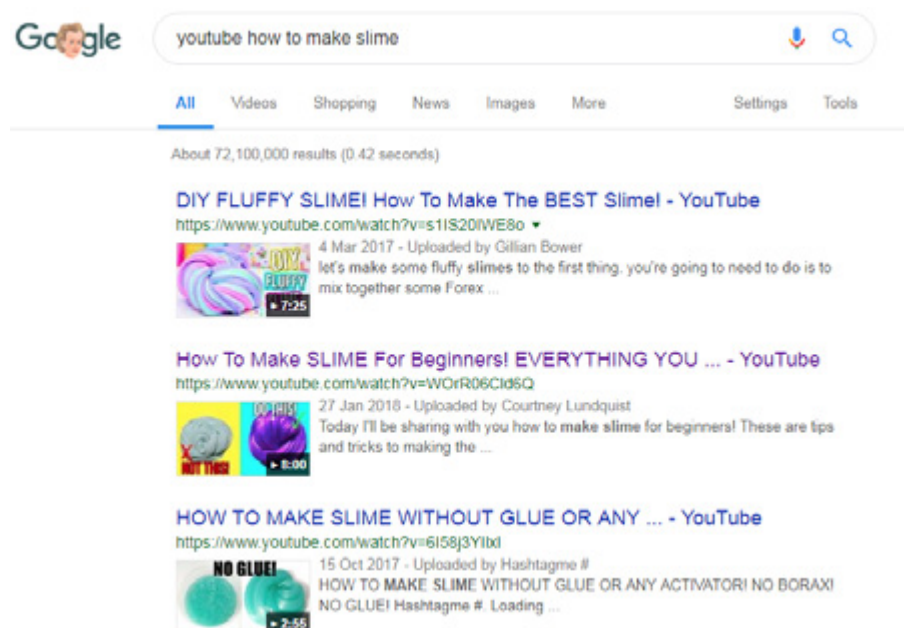 Google
youtube how to make slime
All Videos Shopping News Images More Settings Tools
About 72,100,000 results (0.42 seconds)
DIY FLUFFY SLIME! How To Make The BEST Slime! - YouTube
https://www.youtube.com/watch?v=s1IS20IWE8o
4 Mar 2017 - Uploaded by Gillian Bower
let's make some fluffy slimes to the first thing. you're going to need to do is to
mix together some Forex ...
DIY
FLUFFY
7:25
How To Make SLIME For Beginners! EVERYTHING YOU ... - YouTube
https://www.youtube.com/watch?v=WOrR06CId6Q
27 Jan 2018 - Uploaded by Courtney Lundquist
Today I'll be sharing with you how to make slime for beginners! These are tips
and tricks to making the ...
DO THIS!
NOT THIS!
8:00
HOW TO MAKE SLIME WITHOUT GLUE OR ANY ... - YouTube
https://www.youtube.com/watch?v=6I58j3YIlxI
15 Oct 2017 - Uploaded by Hashtagme #
HOW TO MAKE SLIME WITHOUT GLUE OR ANY ACTIVATOR! NO BORAX!
NO GLUE! Hashtagme #. Loading ...
NO GLUE!
2:55